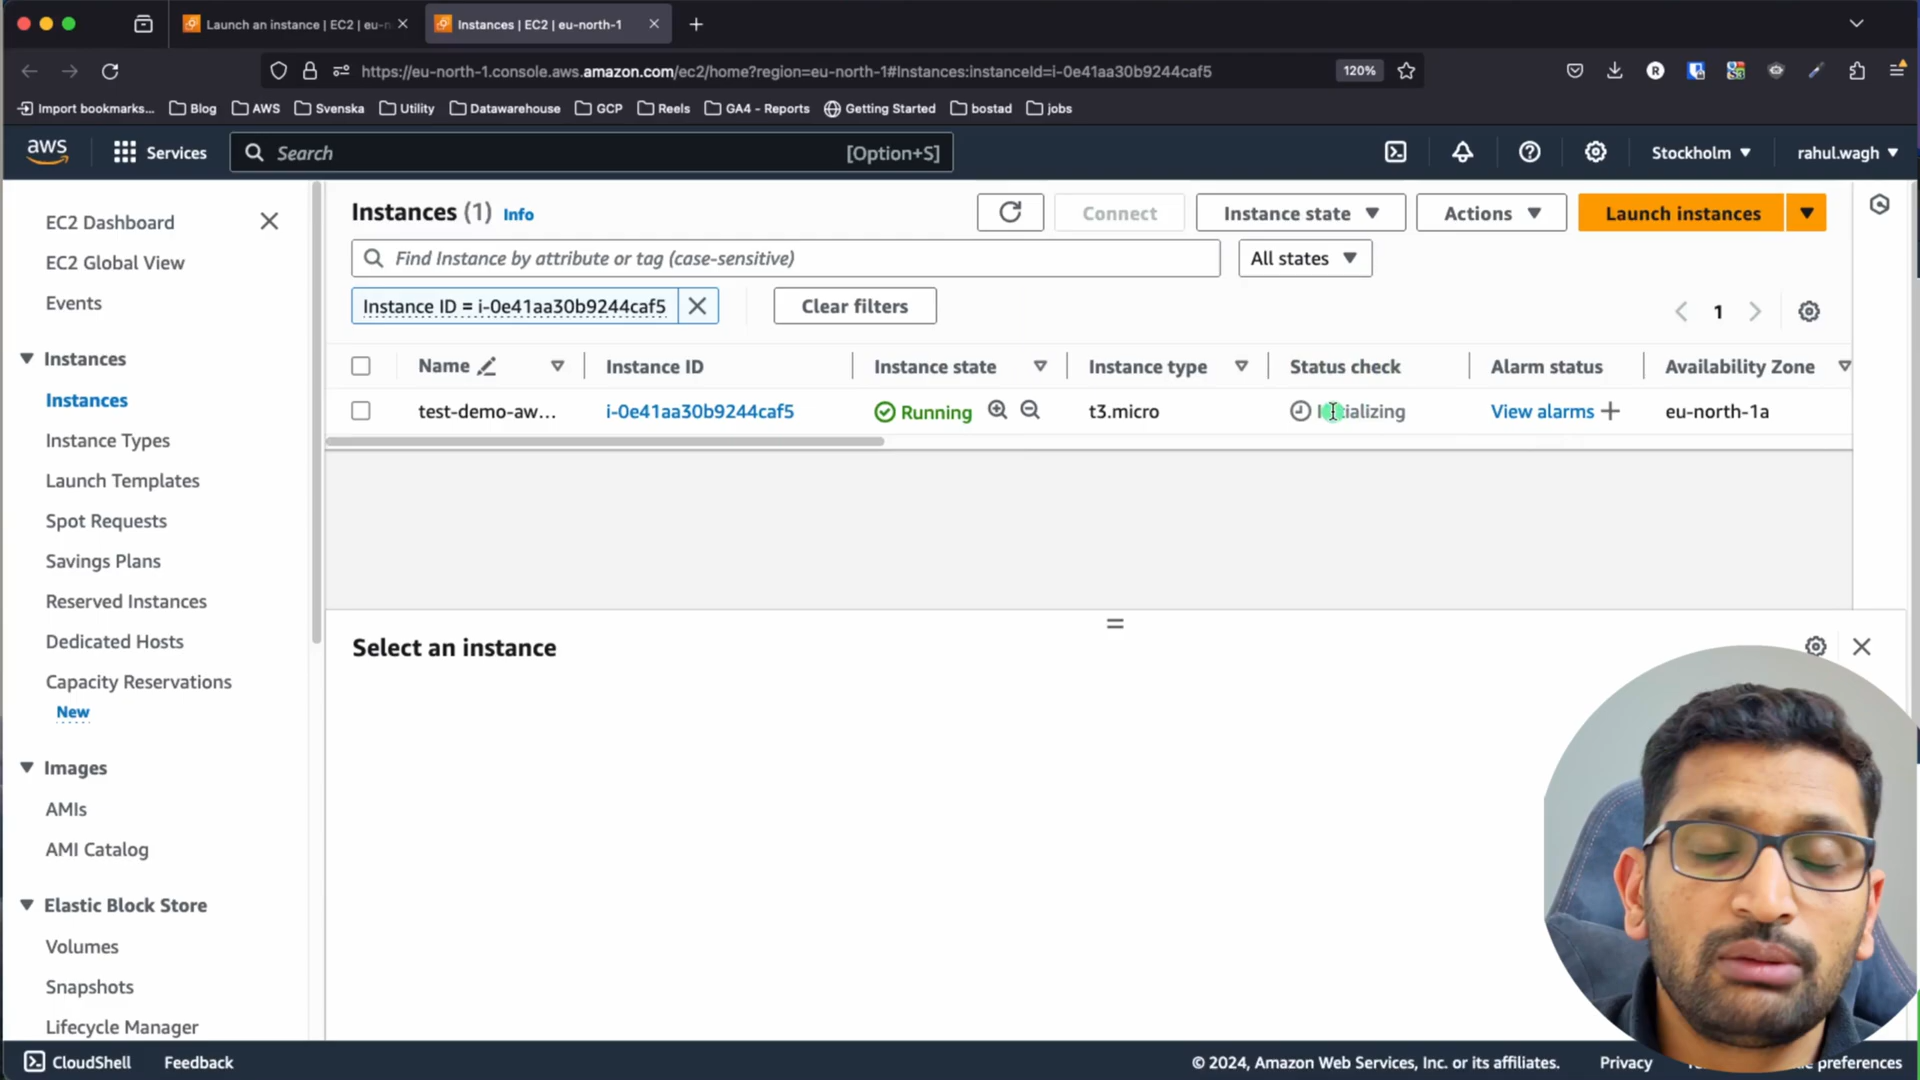 Launch an instance | EC2 | eu-n
Instances | EC2 | eu-north-1
https://eu-north-1.console.aws.amazon.com/ec2/home?region=eu-north-1#Instances:instanceId=i-0e41aa30b9244caf5
120%
R
Import bookmarks...
Blog
AWS
Svenska
Utility
Datawarehouse
GCP
Reels
GA4 - Reports
Getting Started
bostad
jobs
aws
Services
Search
[Option+S]
Stockholm
rahul.wagh
EC2 Dashboard
EC2 Global View
Events
Instances
Instances
Instance Types
Launch Templates
Spot Requests
Savings Plans
Reserved Instances
Dedicated Hosts
Capacity Reservations
New
Images
AMIs
AMI Catalog
Elastic Block Store
Volumes
Snapshots
Lifecycle Manager
Instances (1) Info
Connect
Instance state
Actions
Launch instances
Find Instance by attribute or tag (case-sensitive)
All states
Instance ID = i-0e41aa30b9244caf5
Clear filters
1
Name
Instance ID
Instance state
Instance type
Status check
Alarm status
Availability Zone
test-demo-aw...
i-0e41aa30b9244caf5
Running
t3.micro
Initializing
View alarms
eu-north-1a
Select an instance
CloudShell
Feedback
© 2024, Amazon Web Services, Inc. or its affiliates.
Privacy
preferences